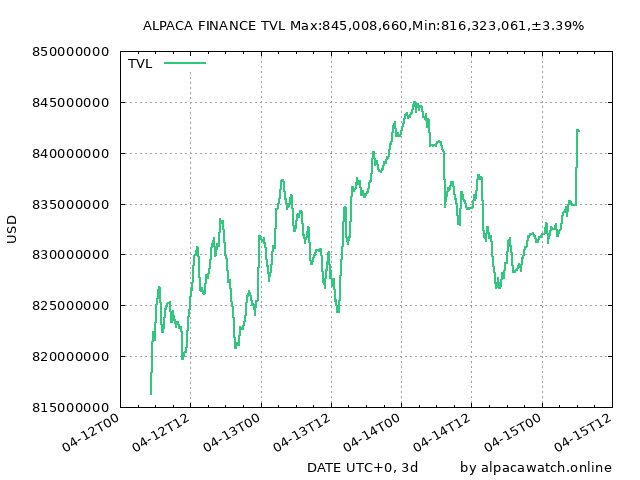 ALPACA FINANCE TVL Max:845,008,660,Min:816,323,061,±3.39%
850000000
TVL
845000000
840000000
835000000
USD
830000000
825000000
820000000
815000000
04-12T00
04-12T12
04-13T00
04-13T12
04-14T00
04-14T12
04-15T00
04-15T12
DATE UTC+0, 3d
by alpacawatch.online